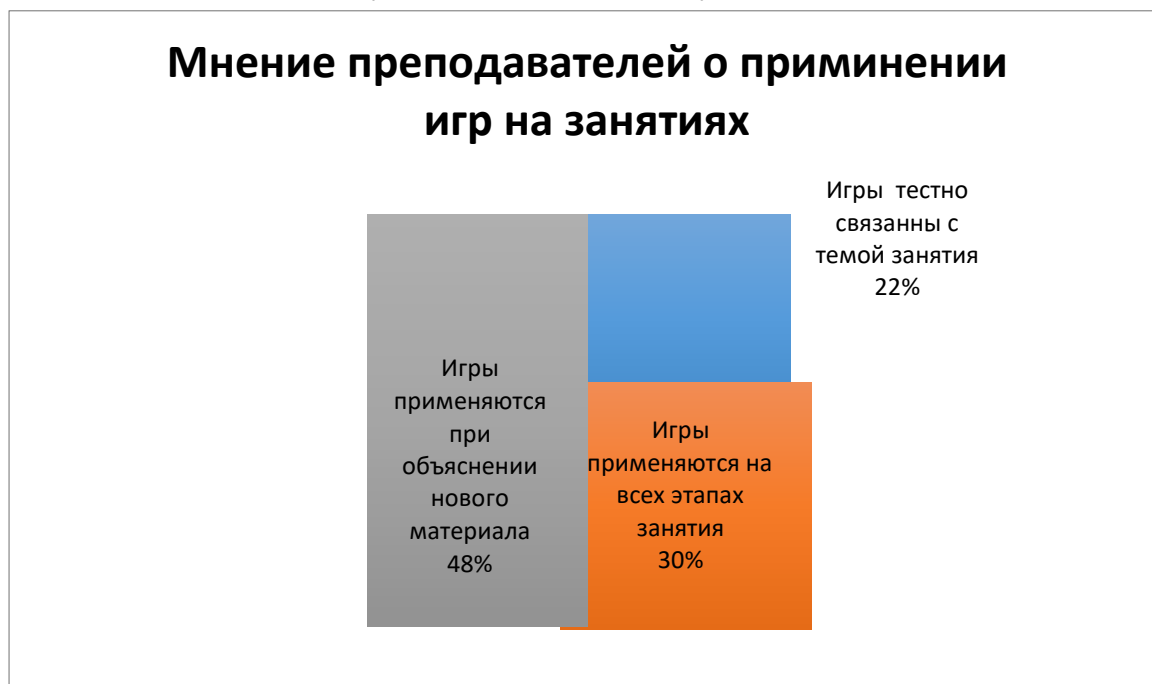 Мнение преподавателей о приминении
игр на занятиях
Игры тестно
связанны с
темой занятия
22%
Игры
применяются
при
объяснении
нового
материала
48%
Игры
применяются на
всех этапах
занятия
30%